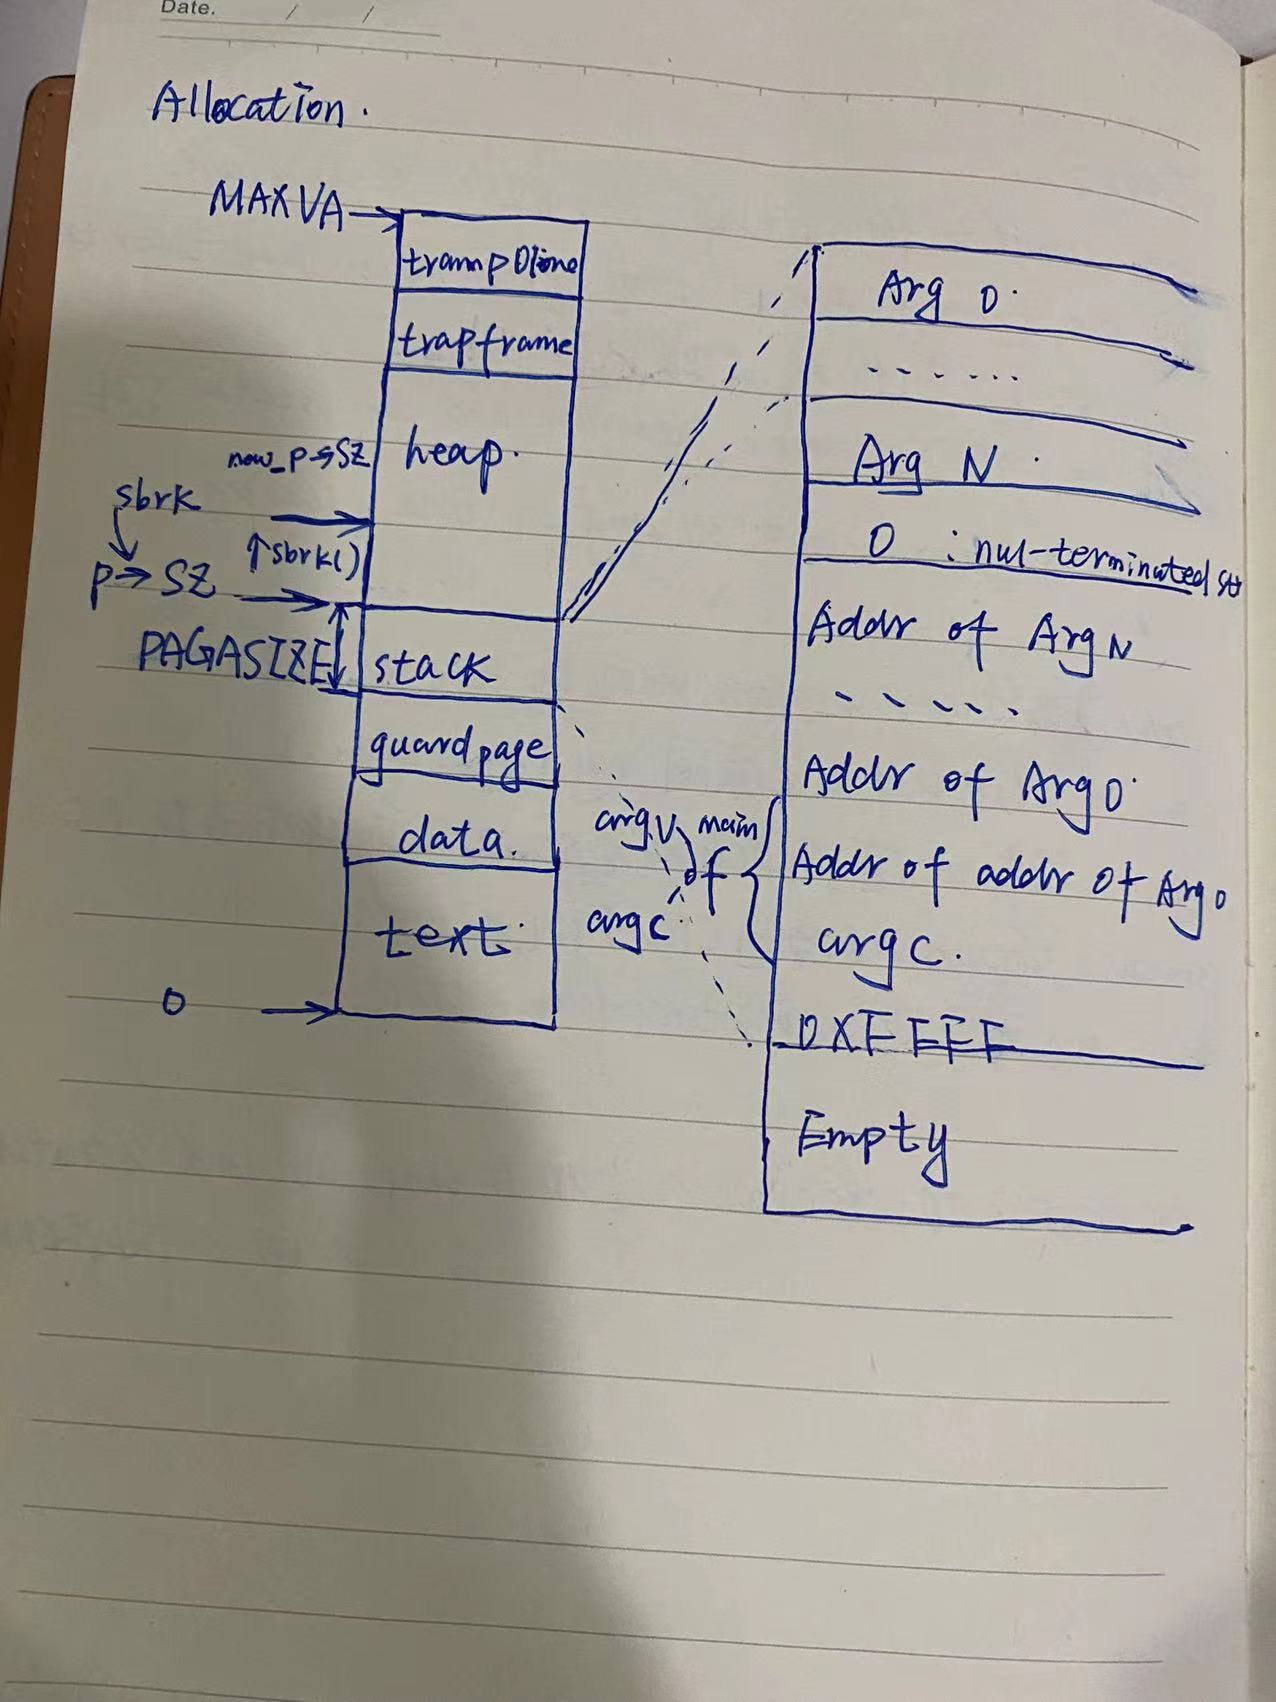 Date. / /
Allocation.
MAXVA
trampoline
trapframe
heap.
new_p→sz
sbrk
↑sbrk()
p→sz
PAGASIZE
stack
guard page
data.
text.
0
Arg 0.
......
Arg N.
0 : nul-terminated str
Addr of Arg N
.....
Addr of Arg 0.
argv
argc
of main
Addr of addr of Arg 0
argc.
0XFFFF
Empty